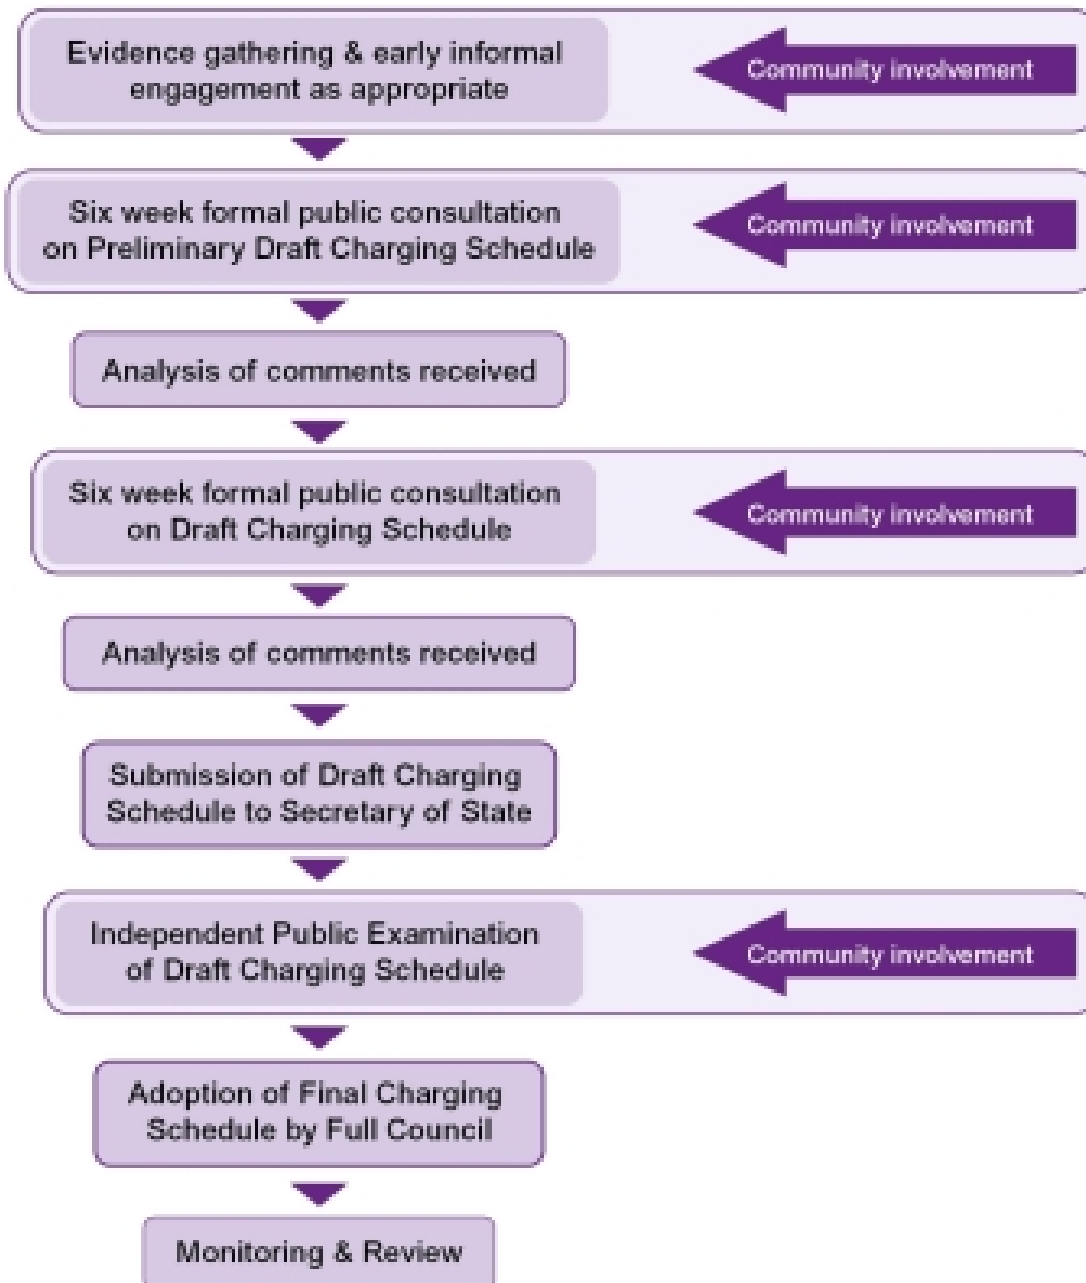 Evidence gathering & early informal
engagement as appropriate
Community involvement
Six week formal public consultation
on Preliminary Draft Charging Schedule
Community involvement
Analysis of comments received
Six week formal public consultation
on Draft Charging Schedule
Community involvement
Analysis of comments received
Submission of Draft Charging
Schedule to Secretary of State
Independent Public Examination
of Draft Charging Schedule
Community involvement
Adoption of Final Charging
Schedule by Full Council
Monitoring & Review